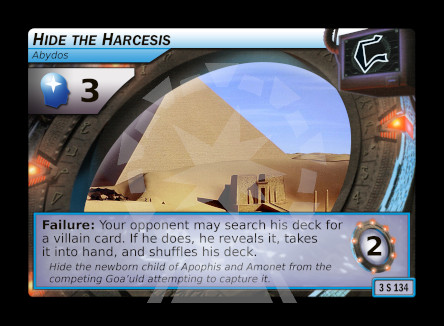 HIDE THE HARCESIS
Abydos
3
Failure: Your opponent may search his deck for
a villain card. If he does, he reveals it, takes
it into hand, and shuffles his deck.
2
Hide the newborn child of Apophis and Amonet from the
competing Goa'uld attempting to capture it.
3 S 134